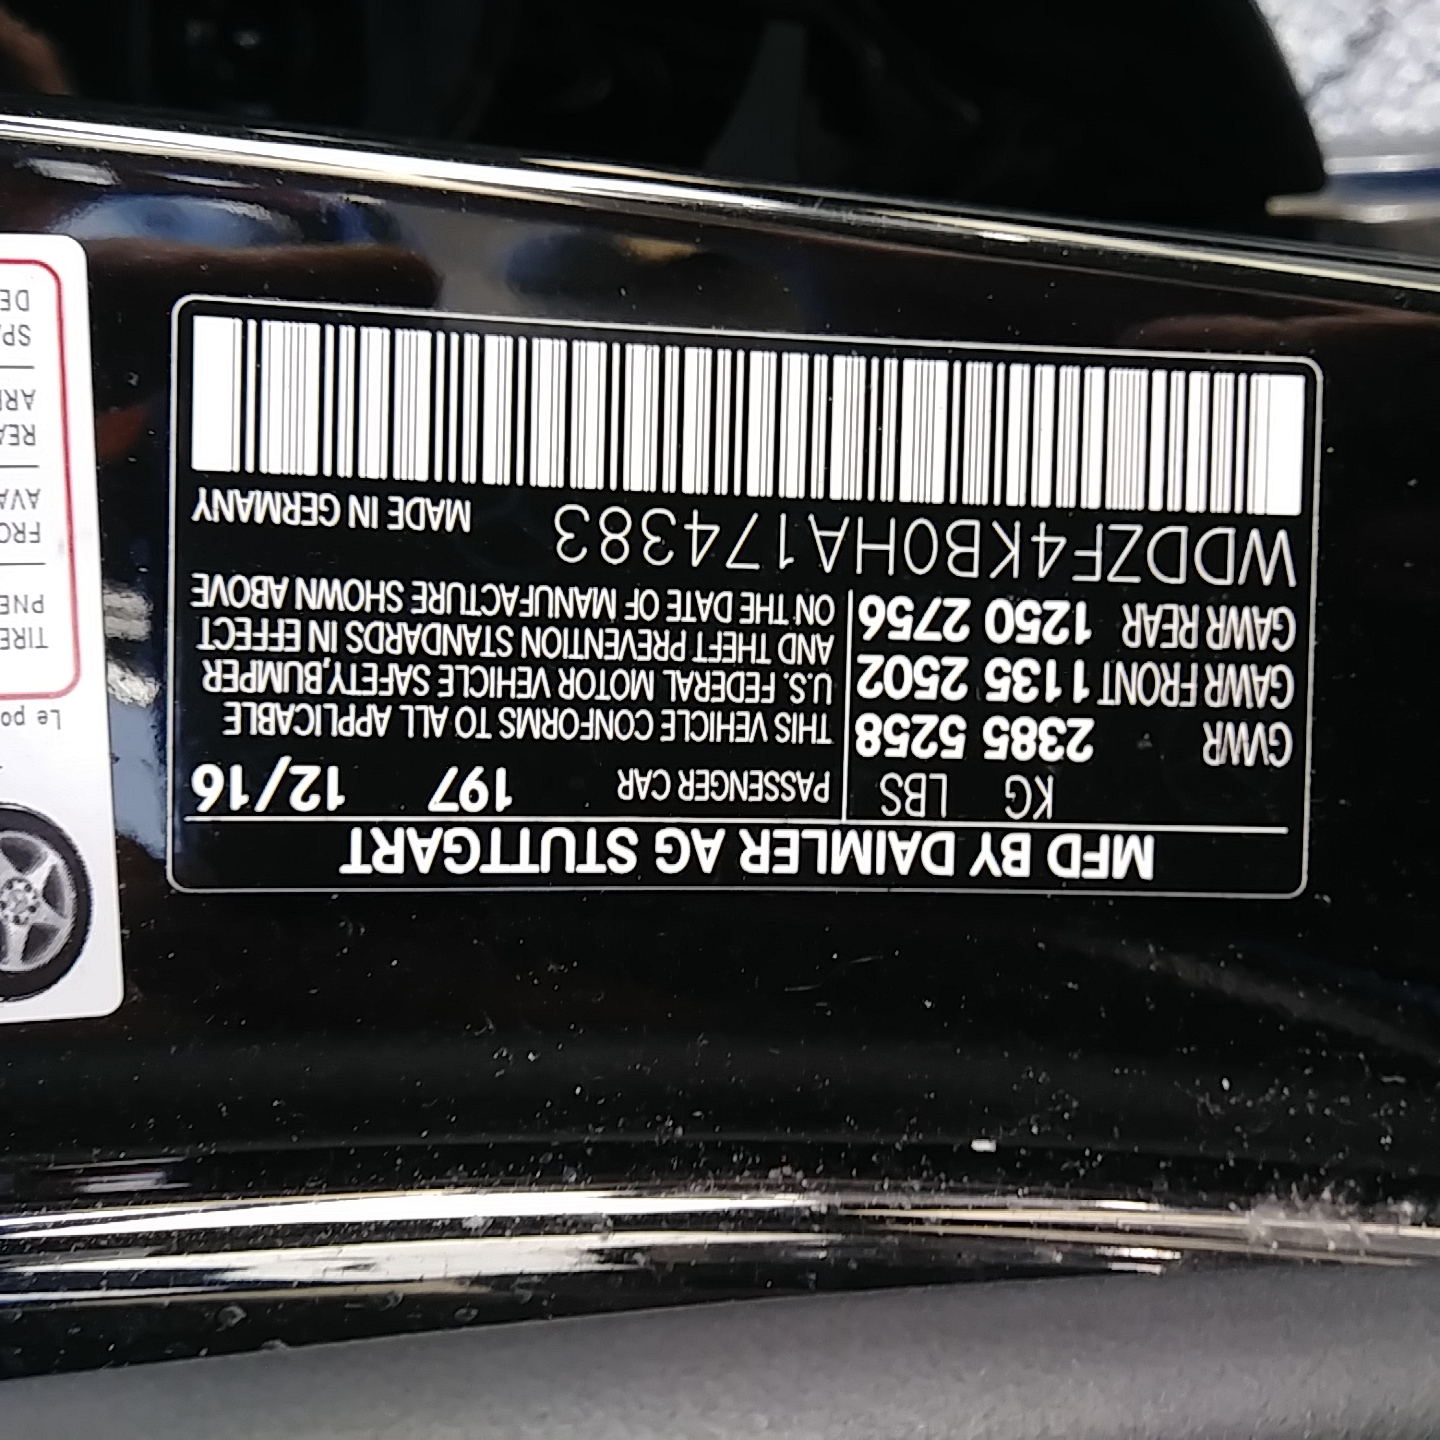 MFD BY DAIMLER AG STUTTGART
KG LBS
GVWR 2385 5258
GAWR FRONT 1135 2502
GAWR REAR 1250 2756
PASSENGER CAR 197 12/16
THIS VEHICLE CONFORMS TO ALL APPLICABLE
U.S. FEDERAL MOTOR VEHICLE SAFETY,BUMPER
AND THEFT PREVENTION STANDARDS IN EFFECT
ON THE DATE OF MANUFACTURE SHOWN ABOVE
WDDZF4KB0HA174383 MADE IN GERMANY
Le
TIRE